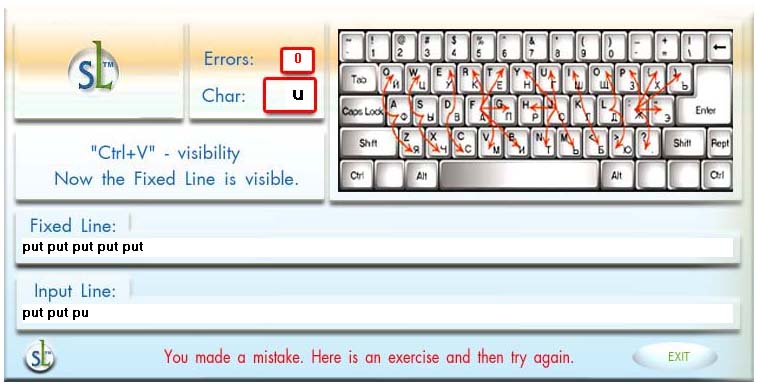 SL™
Errors: 0
Char: u
"Ctrl+V" - visibility
Now the Fixed Line is visible.
~ ! @ # $ % ^ & * ( ) _ + | ←
1 2 3 4 5 6 7 8 9 0 - = \
Tab Q W E R T Y U I O P
Й Ц У К Е Н Г Ш Щ З Х Ъ
Caps Lock A S D F G H J K L Enter
Ф Ы В А П Р О Л Д Ж Э
Shift Z X C V B N M Shift Rept
Я Ч С М И Т Ь Б Ю
Ctrl Alt Alt Ctrl
Fixed Line:
put put put put put
Input Line:
put put pu
SL™
You made a mistake. Here is an exercise and then try again.
EXIT